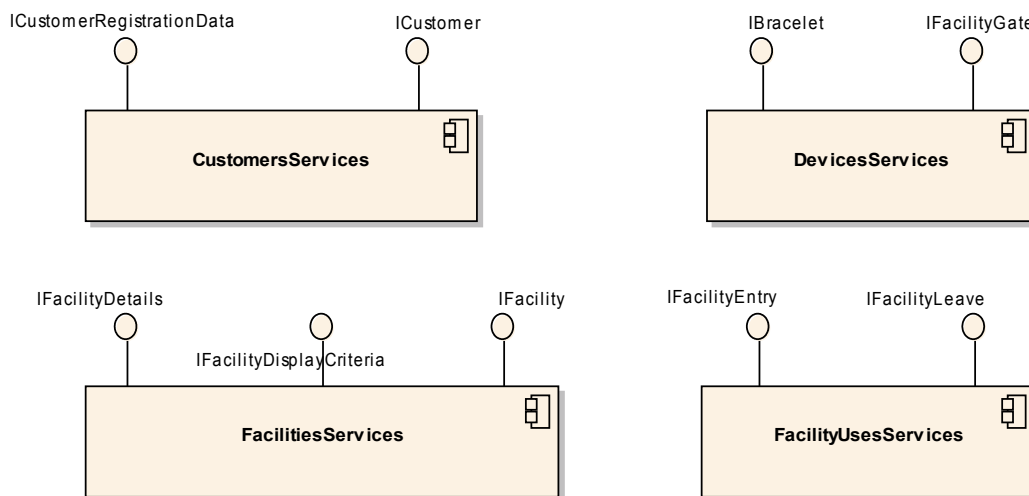 ICustomerRegistrationData
ICustomer
IBracelet
IFacilityGate
CustomersServices
DevicesServices
IFacilityDetails
IFacilityDisplayCriteria
IFacility
IFacilityEntry
IFacilityLeave
FacilitiesServices
FacilityUsesServices